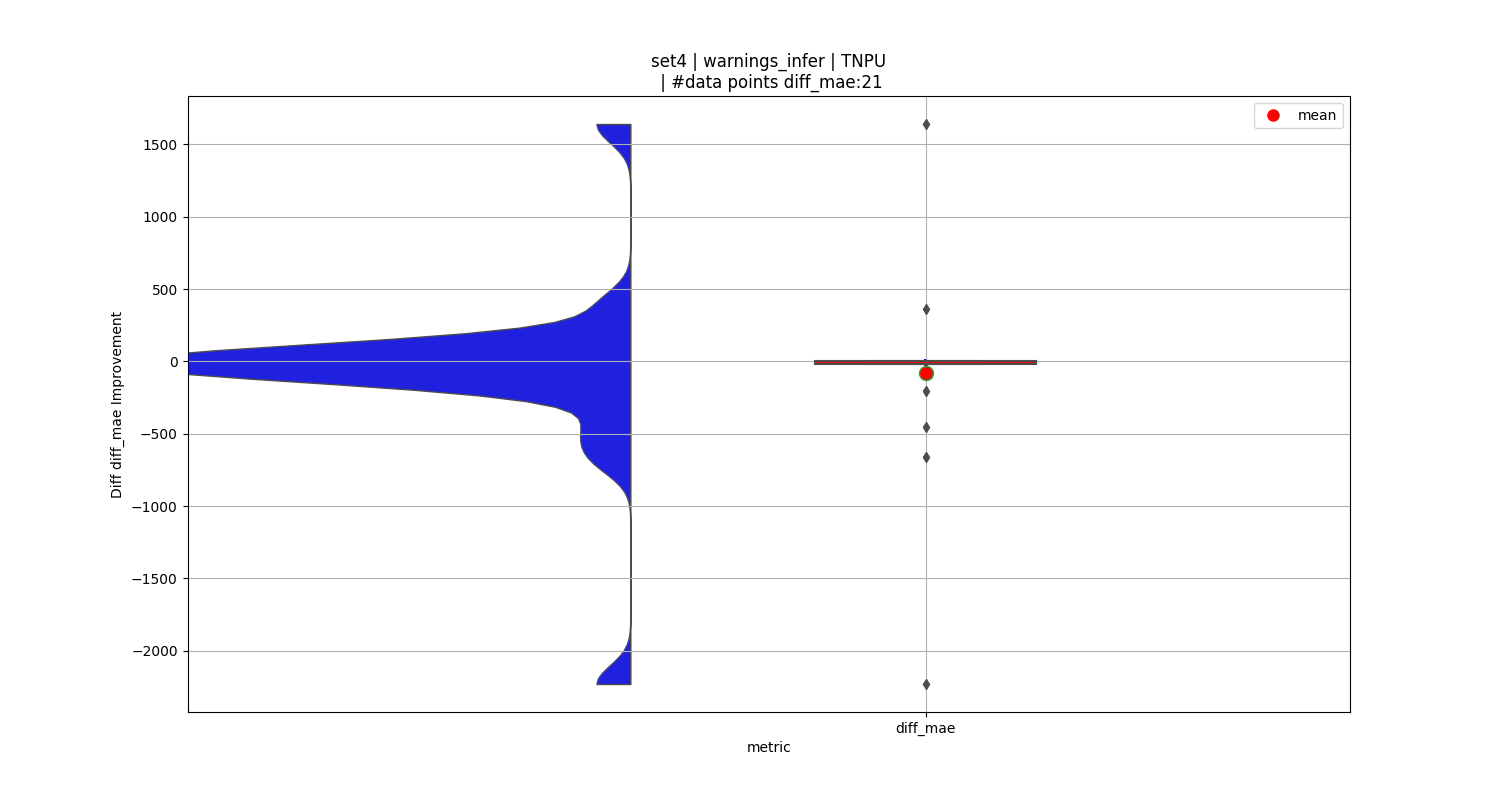 set4 | warnings_infer | TNPU
| #data points diff_mae:21
mean
1500
1000
500
0
−500
−1000
−1500
−2000
Diff diff_mae Improvement
diff_mae
metric